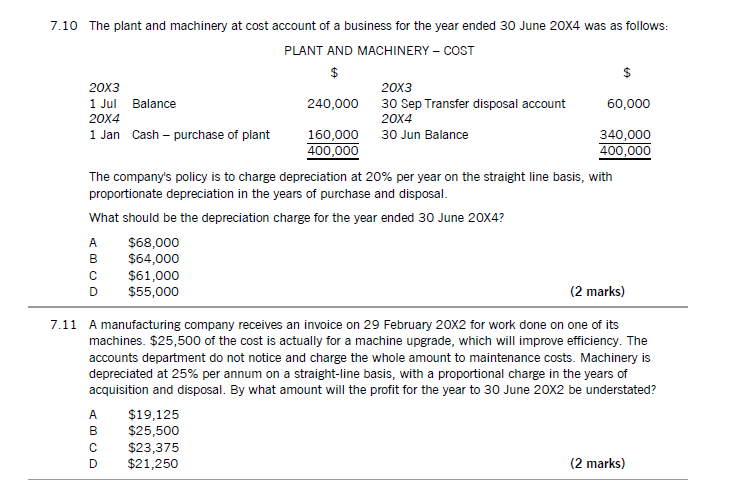 7.10 The plant and machinery at cost account of a business for the year ended 30 June 20X4 was as follows:
PLANT AND MACHINERY – COST
$ $
20X3 20X3
1 Jul Balance 240,000 30 Sep Transfer disposal account 60,000
20X4 20X4
1 Jan Cash – purchase of plant 160,000 30 Jun Balance 340,000
400,000 400,000
The company's policy is to charge depreciation at 20% per year on the straight line basis, with
proportionate depreciation in the years of purchase and disposal.
What should be the depreciation charge for the year ended 30 June 20X4?
A $68,000
B $64,000
C $61,000
D $55,000 (2 marks)
7.11 A manufacturing company receives an invoice on 29 February 20X2 for work done on one of its
machines. $25,500 of the cost is actually for a machine upgrade, which will improve efficiency. The
accounts department do not notice and charge the whole amount to maintenance costs. Machinery is
depreciated at 25% per annum on a straight-line basis, with a proportional charge in the years of
acquisition and disposal. By what amount will the profit for the year to 30 June 20X2 be understated?
A $19,125
B $25,500
C $23,375
D $21,250 (2 marks)